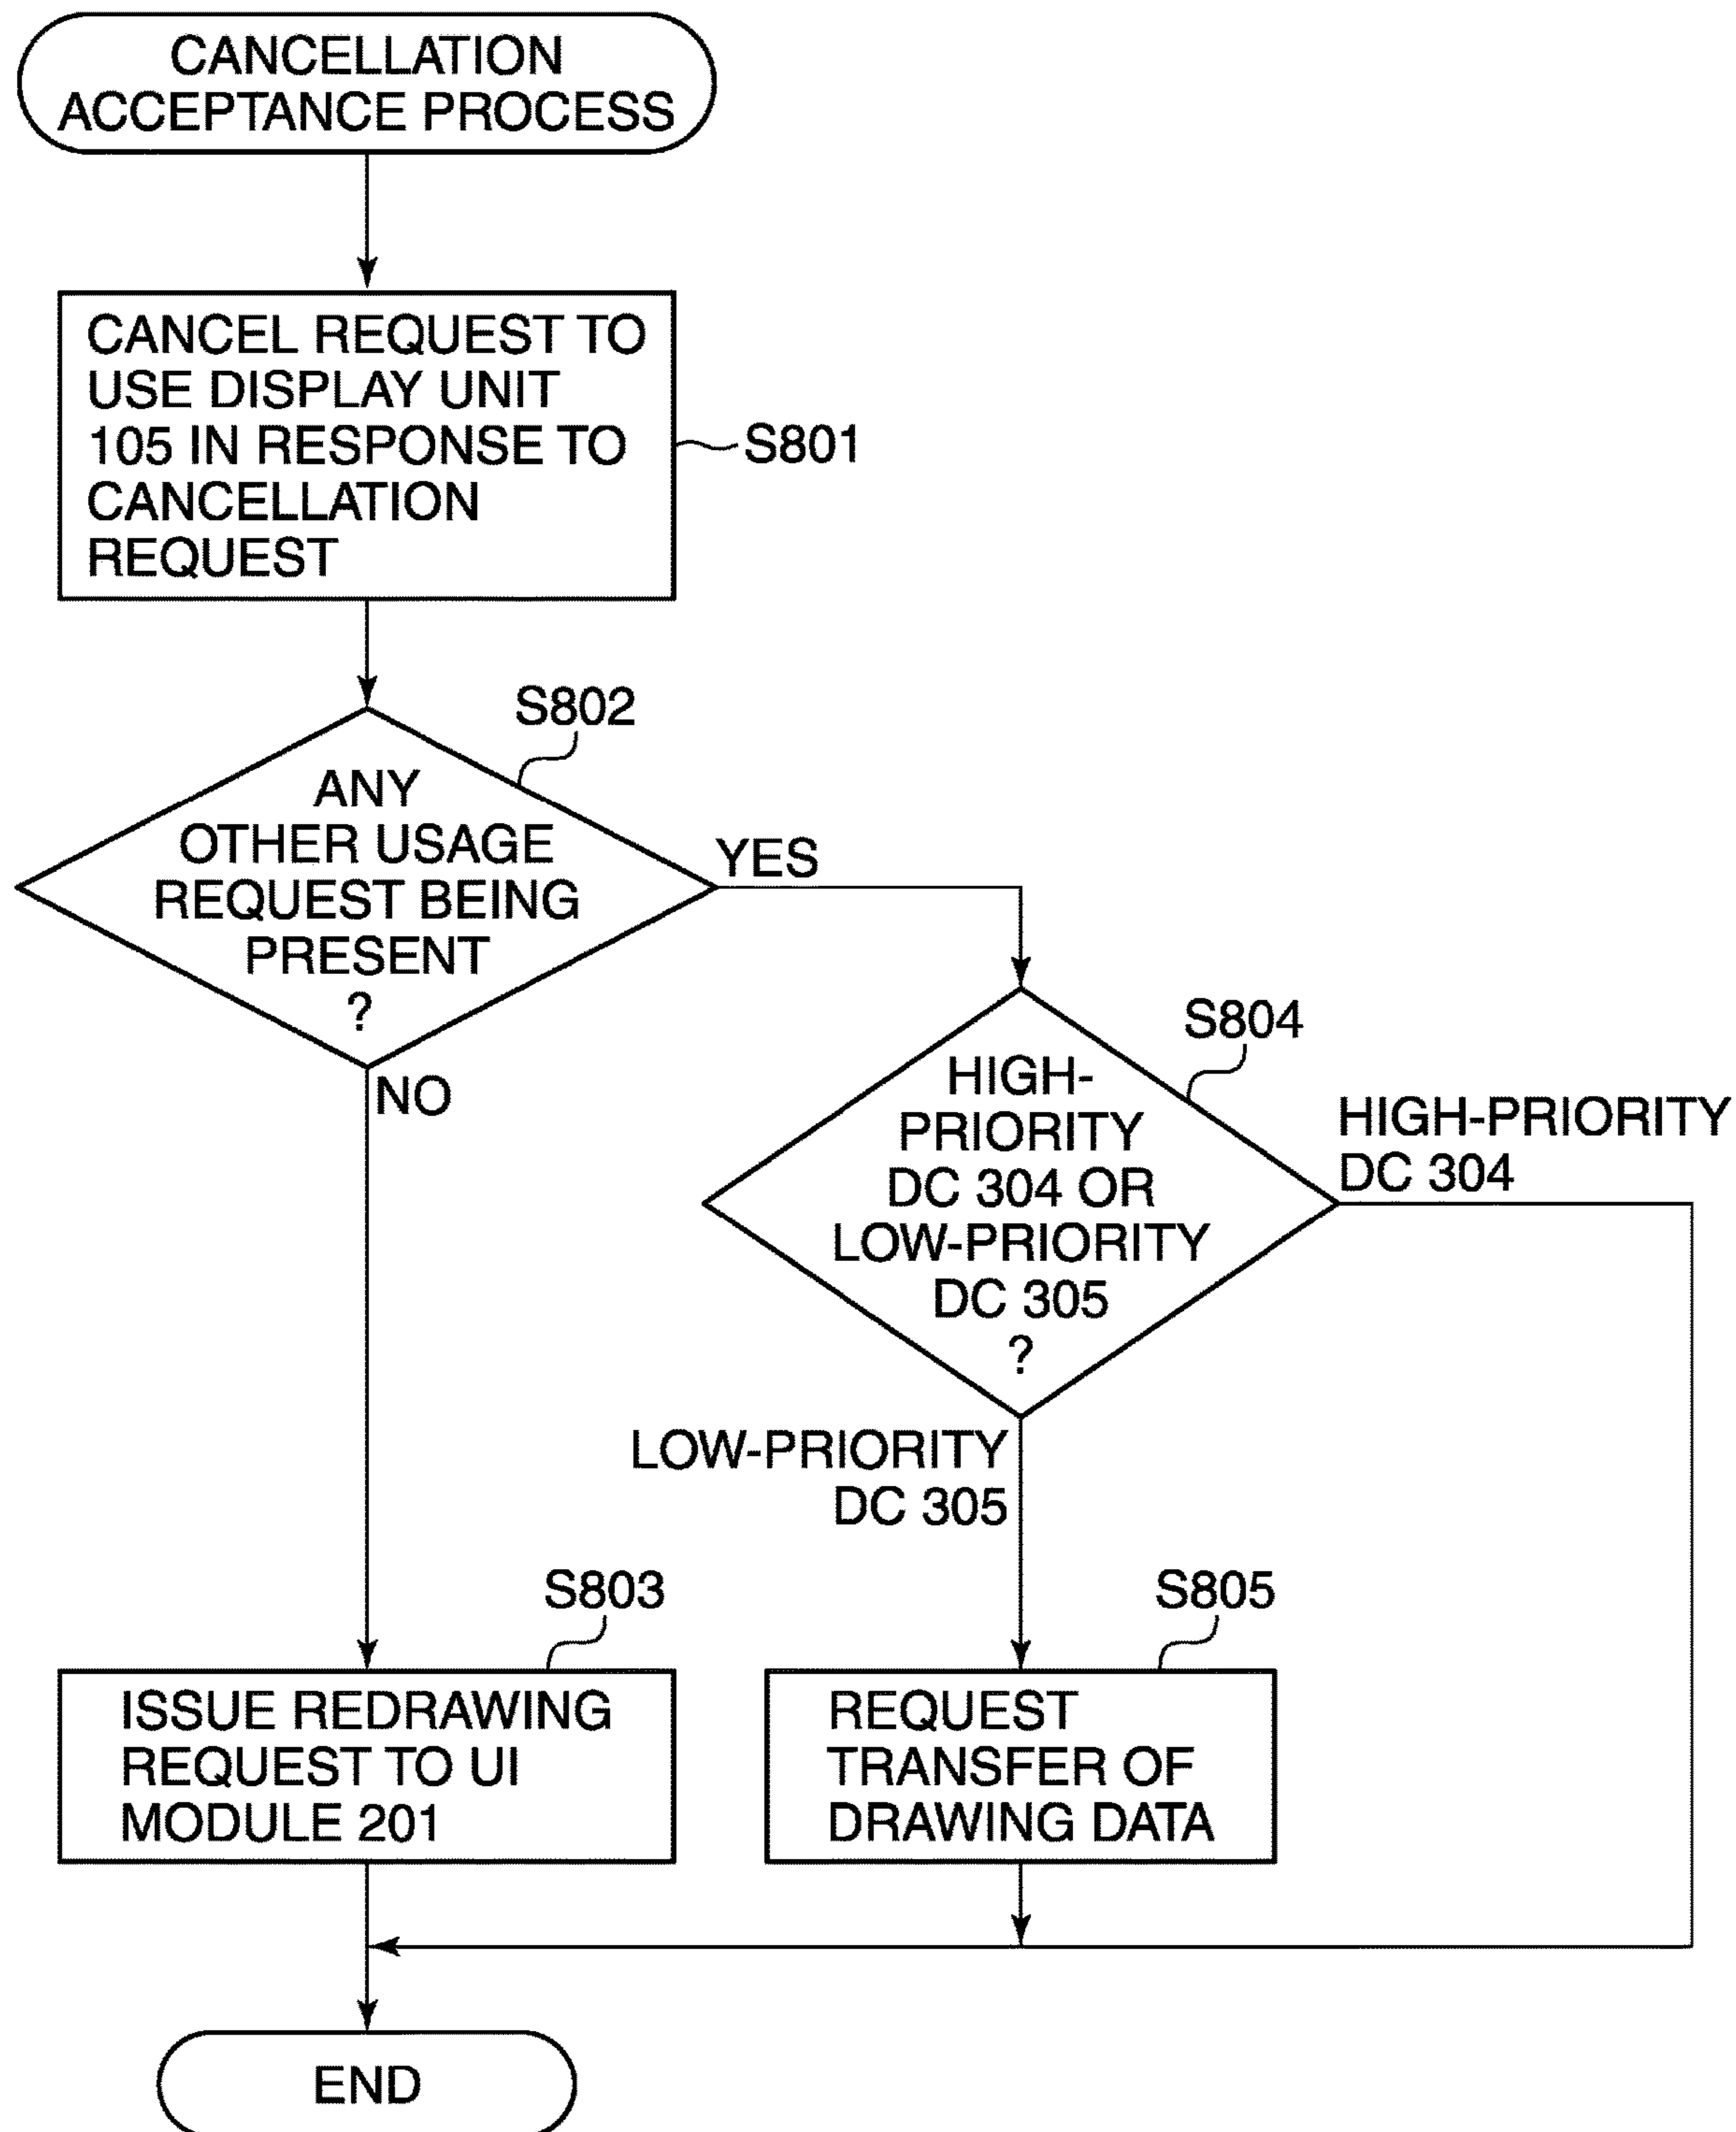 CANCELLATION
ACCEPTANCE PROCESS
CANCEL REQUEST TO
USE DISPLAY UNIT
105 IN RESPONSE TO
CANCELLATION
REQUEST
S801
S802
ANY
OTHER USAGE
REQUEST BEING
PRESENT
?
YES
NO
S804
HIGH-
PRIORITY
DC 304 OR
LOW-PRIORITY
DC 305
?
HIGH-PRIORITY
DC 304
LOW-PRIORITY
DC 305
S803
ISSUE REDRAWING
REQUEST TO UI
MODULE 201
S805
REQUEST
TRANSFER OF
DRAWING DATA
END